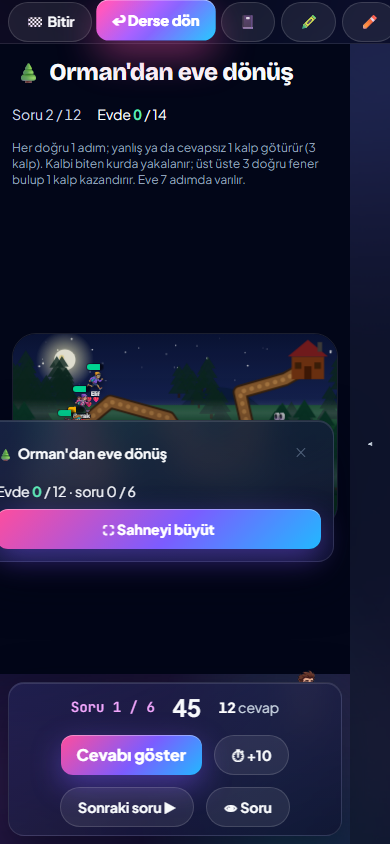 Bitir
Derse dön
Orman'dan eve dönüş
Soru 2 / 12 Evde 0 / 14
Her doğru 1 adım; yanlış ya da cevapsız 1 kalp götürür (3
kalp). Kalbi biten kurda yakalanır; üst üste 3 doğru fener
bulup 1 kalp kazandırır. Eve 7 adımda varılır.
Orman'dan eve dönüş
Evde 0 / 12 · soru 0 / 6
Sahneyi büyüt
Soru 1 / 6 45 12 cevap
Cevabı göster +10
Sonraki soru Soru